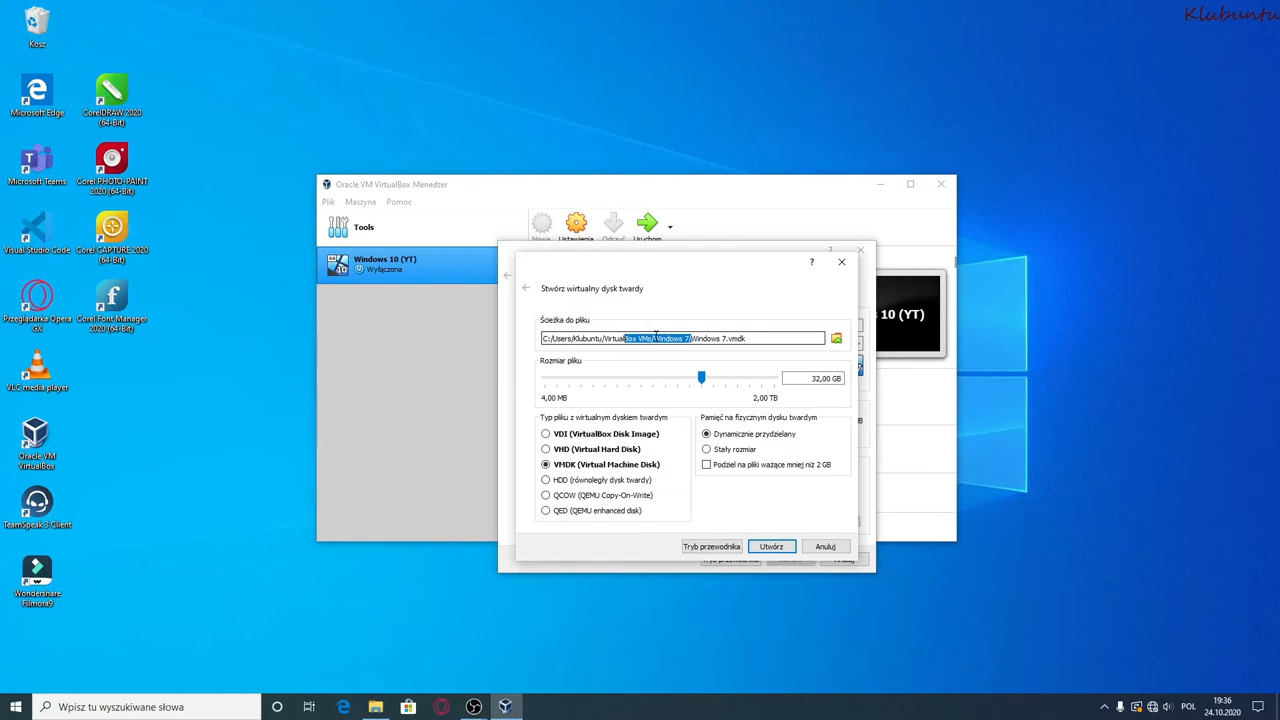 Klubuntu
Kosz
Microsoft Edge
CorelDRAW 2020
(64-Bit)
Microsoft Teams
Corel PHOTO-PAINT
2020 (64-Bit)
Visual Studio Code
Corel CAPTURE 2020
(64-Bit)
Przeglądarka Opera
GX
Corel Font Manager
2020 (64-Bit)
VLC media player
Oracle VM
VirtualBox
TeamSpeak 3 Client
Wondershare
Filmora9
Oracle VM VirtualBox Menedżer
Plik Maszyna Pomoc
Tools
Nowa Ustawienia Odrzuć Uruchom
Windows 10 (YT)
Wyłączona
64
10
s 10 (YT)
Stwórz wirtualny dysk twardy
Ścieżka do pliku
C:/Users/Klubuntu/VirtualBox VMs/Windows 7/Windows 7.vmdk
Rozmiar pliku
32,00 GB
4,00 MB 2,00 TB
Typ pliku z wirtualnym dyskiem twardym
VDI (VirtualBox Disk Image)
VHD (Virtual Hard Disk)
VMDK (Virtual Machine Disk)
HDD (równoległy dysk twardy)
QCOW (QEMU Copy-On-Write)
QED (QEMU enhanced disk)
Pamięć na fizycznym dysku twardym
Dynamicznie przydzielany
Stały rozmiar
Podziel na pliki ważące mniej niż 2 GB
Tryb przewodnika Utwórz Anuluj
Wpisz tu wyszukiwane słowa
POL
19:36
24.10.2020